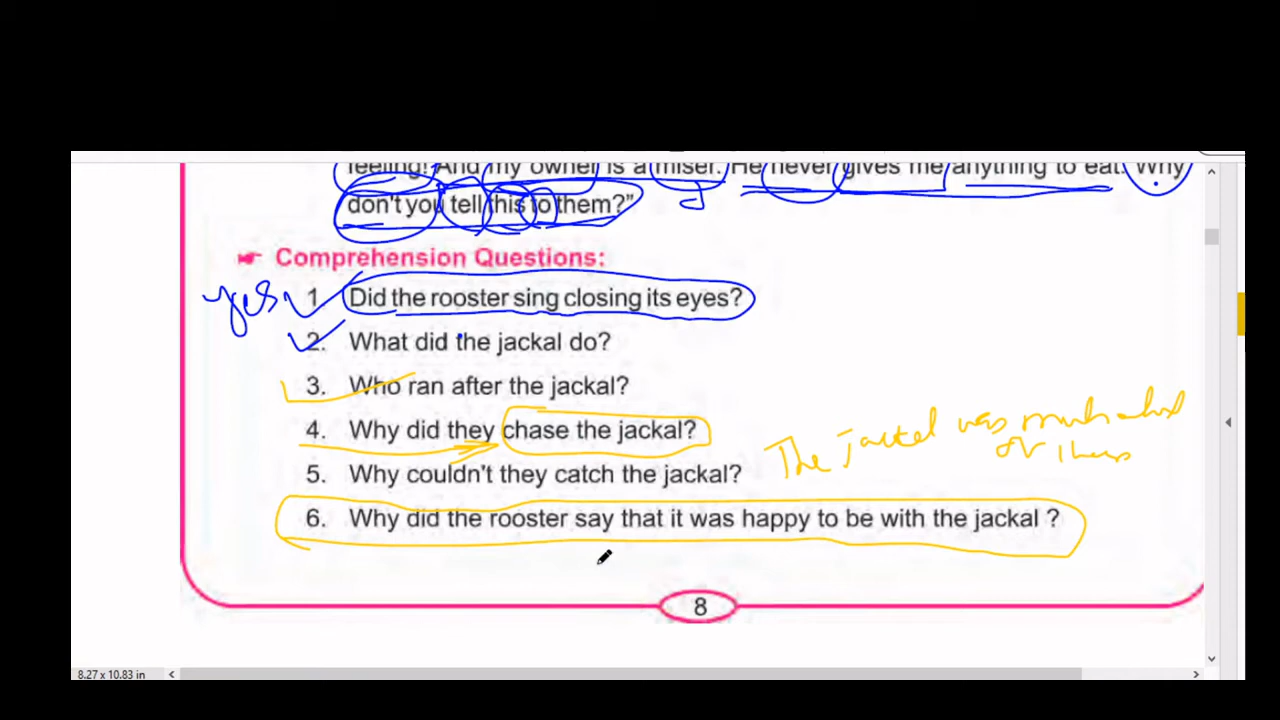 feeling! And my owner is a miser. He never gives me anything to eat. Why
don't you tell this to them?"
☛ Comprehension Questions:
yes 1. Did the rooster sing closing its eyes?
2. What did the jackal do?
3. Who ran after the jackal?
4. Why did they chase the jackal?
The jackal was much
of them
5. Why couldn't they catch the jackal?
6. Why did the rooster say that it was happy to be with the jackal ?
8
8.27 x 10.83 in